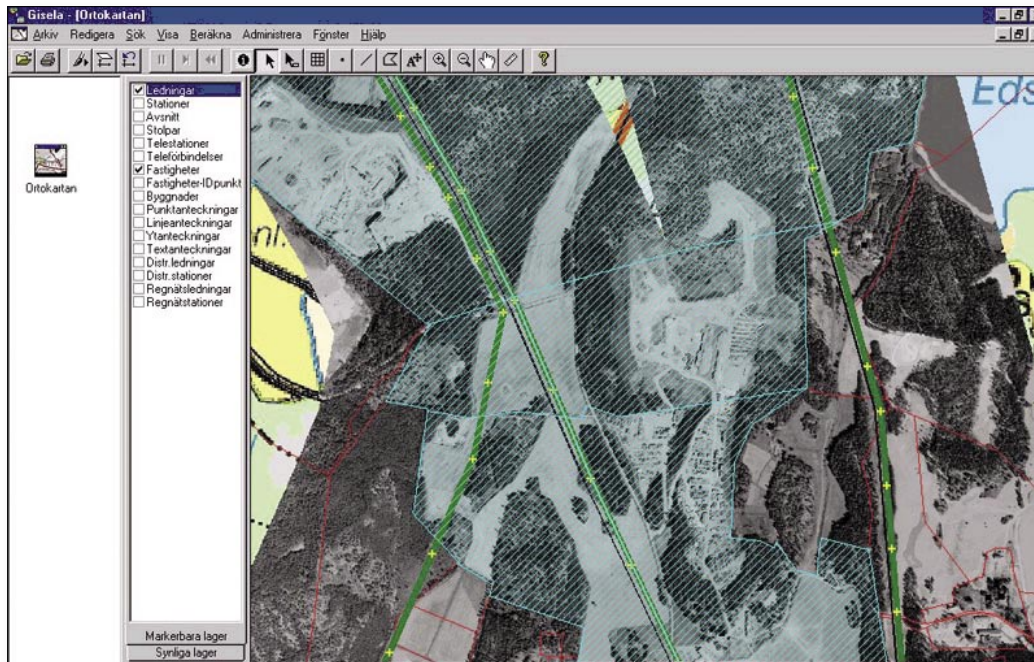 Gisela - [Ortokartan]
Arkiv Redigera Sök Visa Beräkna Administrera Fönster Hjälp
Ortokartan
Ledningar
Stationer
Avsnitt
Stolpar
Telestationer
Teleförbindelser
Fastigheter
Fastigheter-IDpunkt
Byggnader
Punktanteckningar
Linjeanteckningar
Ytanteckningar
Textanteckningar
Distr.ledningar
Distr.stationer
Regnätsledningar
Regnätstationer
Markerbara lager
Synliga lager
Eds
nl.